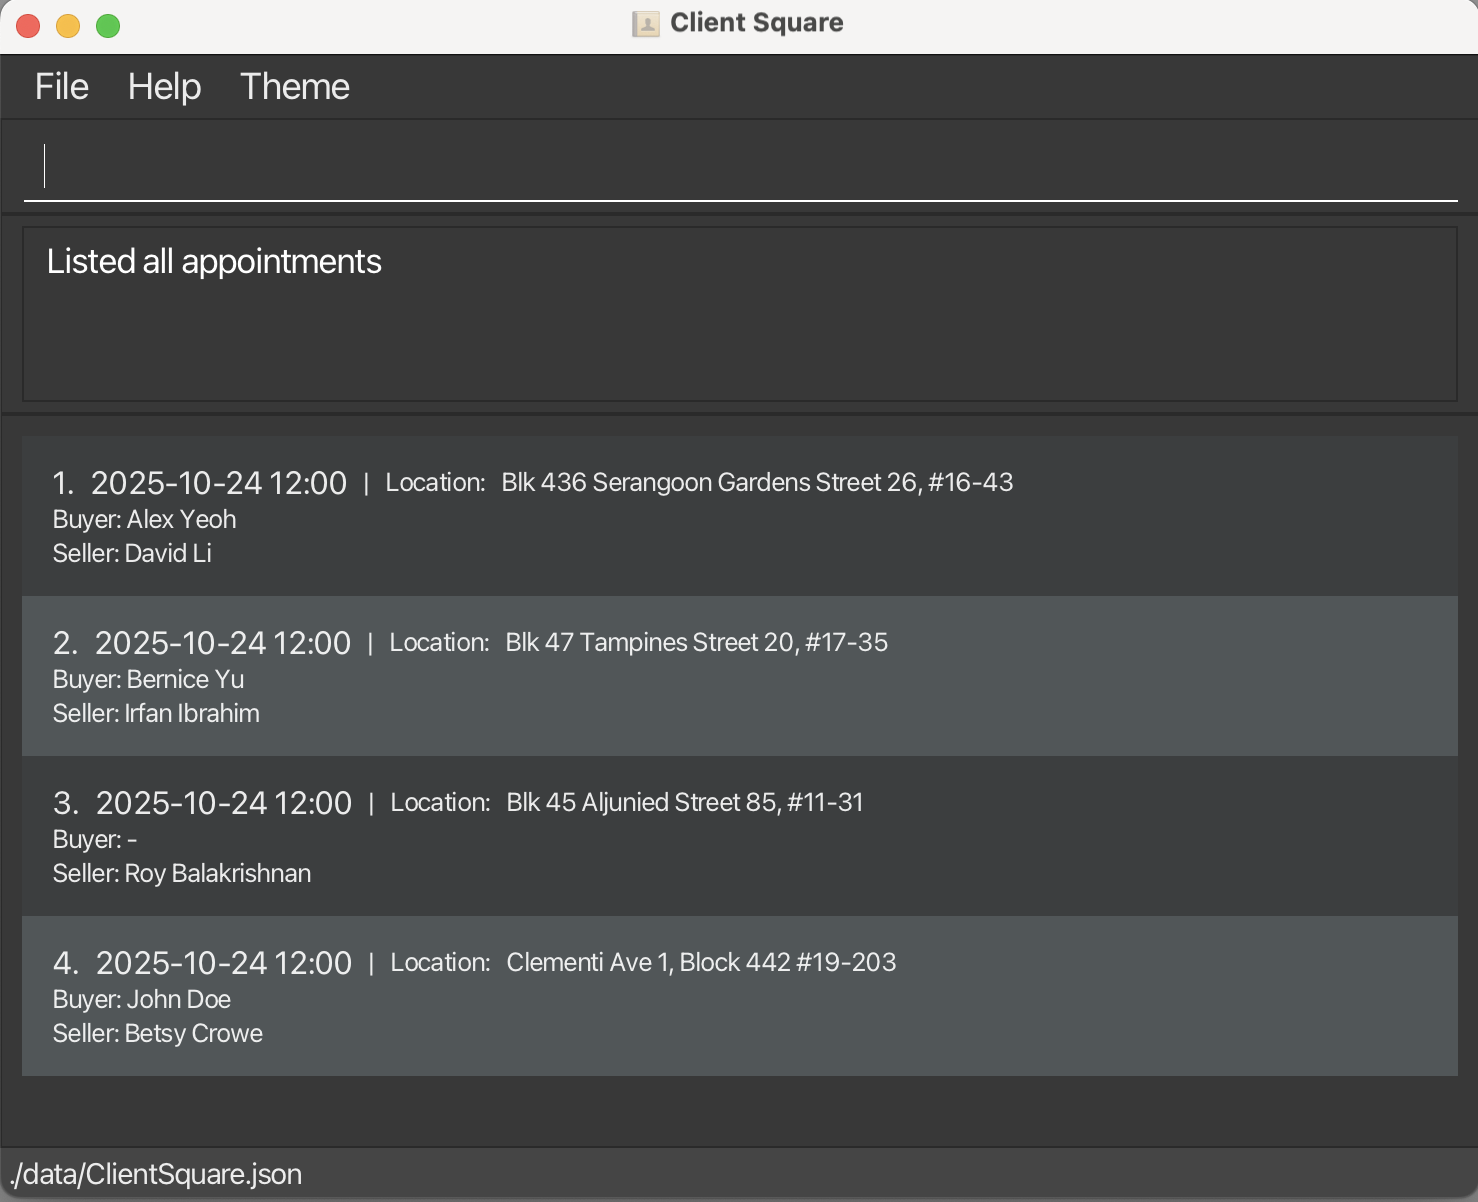 Client Square
File Help Theme
Listed all appointments
1. 2025-10-24 12:00 | Location: Blk 436 Serangoon Gardens Street 26, #16-43
Buyer: Alex Yeoh
Seller: David Li
2. 2025-10-24 12:00 | Location: Blk 47 Tampines Street 20, #17-35
Buyer: Bernice Yu
Seller: Irfan Ibrahim
3. 2025-10-24 12:00 | Location: Blk 45 Aljunied Street 85, #11-31
Buyer: -
Seller: Roy Balakrishnan
4. 2025-10-24 12:00 | Location: Clementi Ave 1, Block 442 #19-203
Buyer: John Doe
Seller: Betsy Crowe
./data/ClientSquare.json